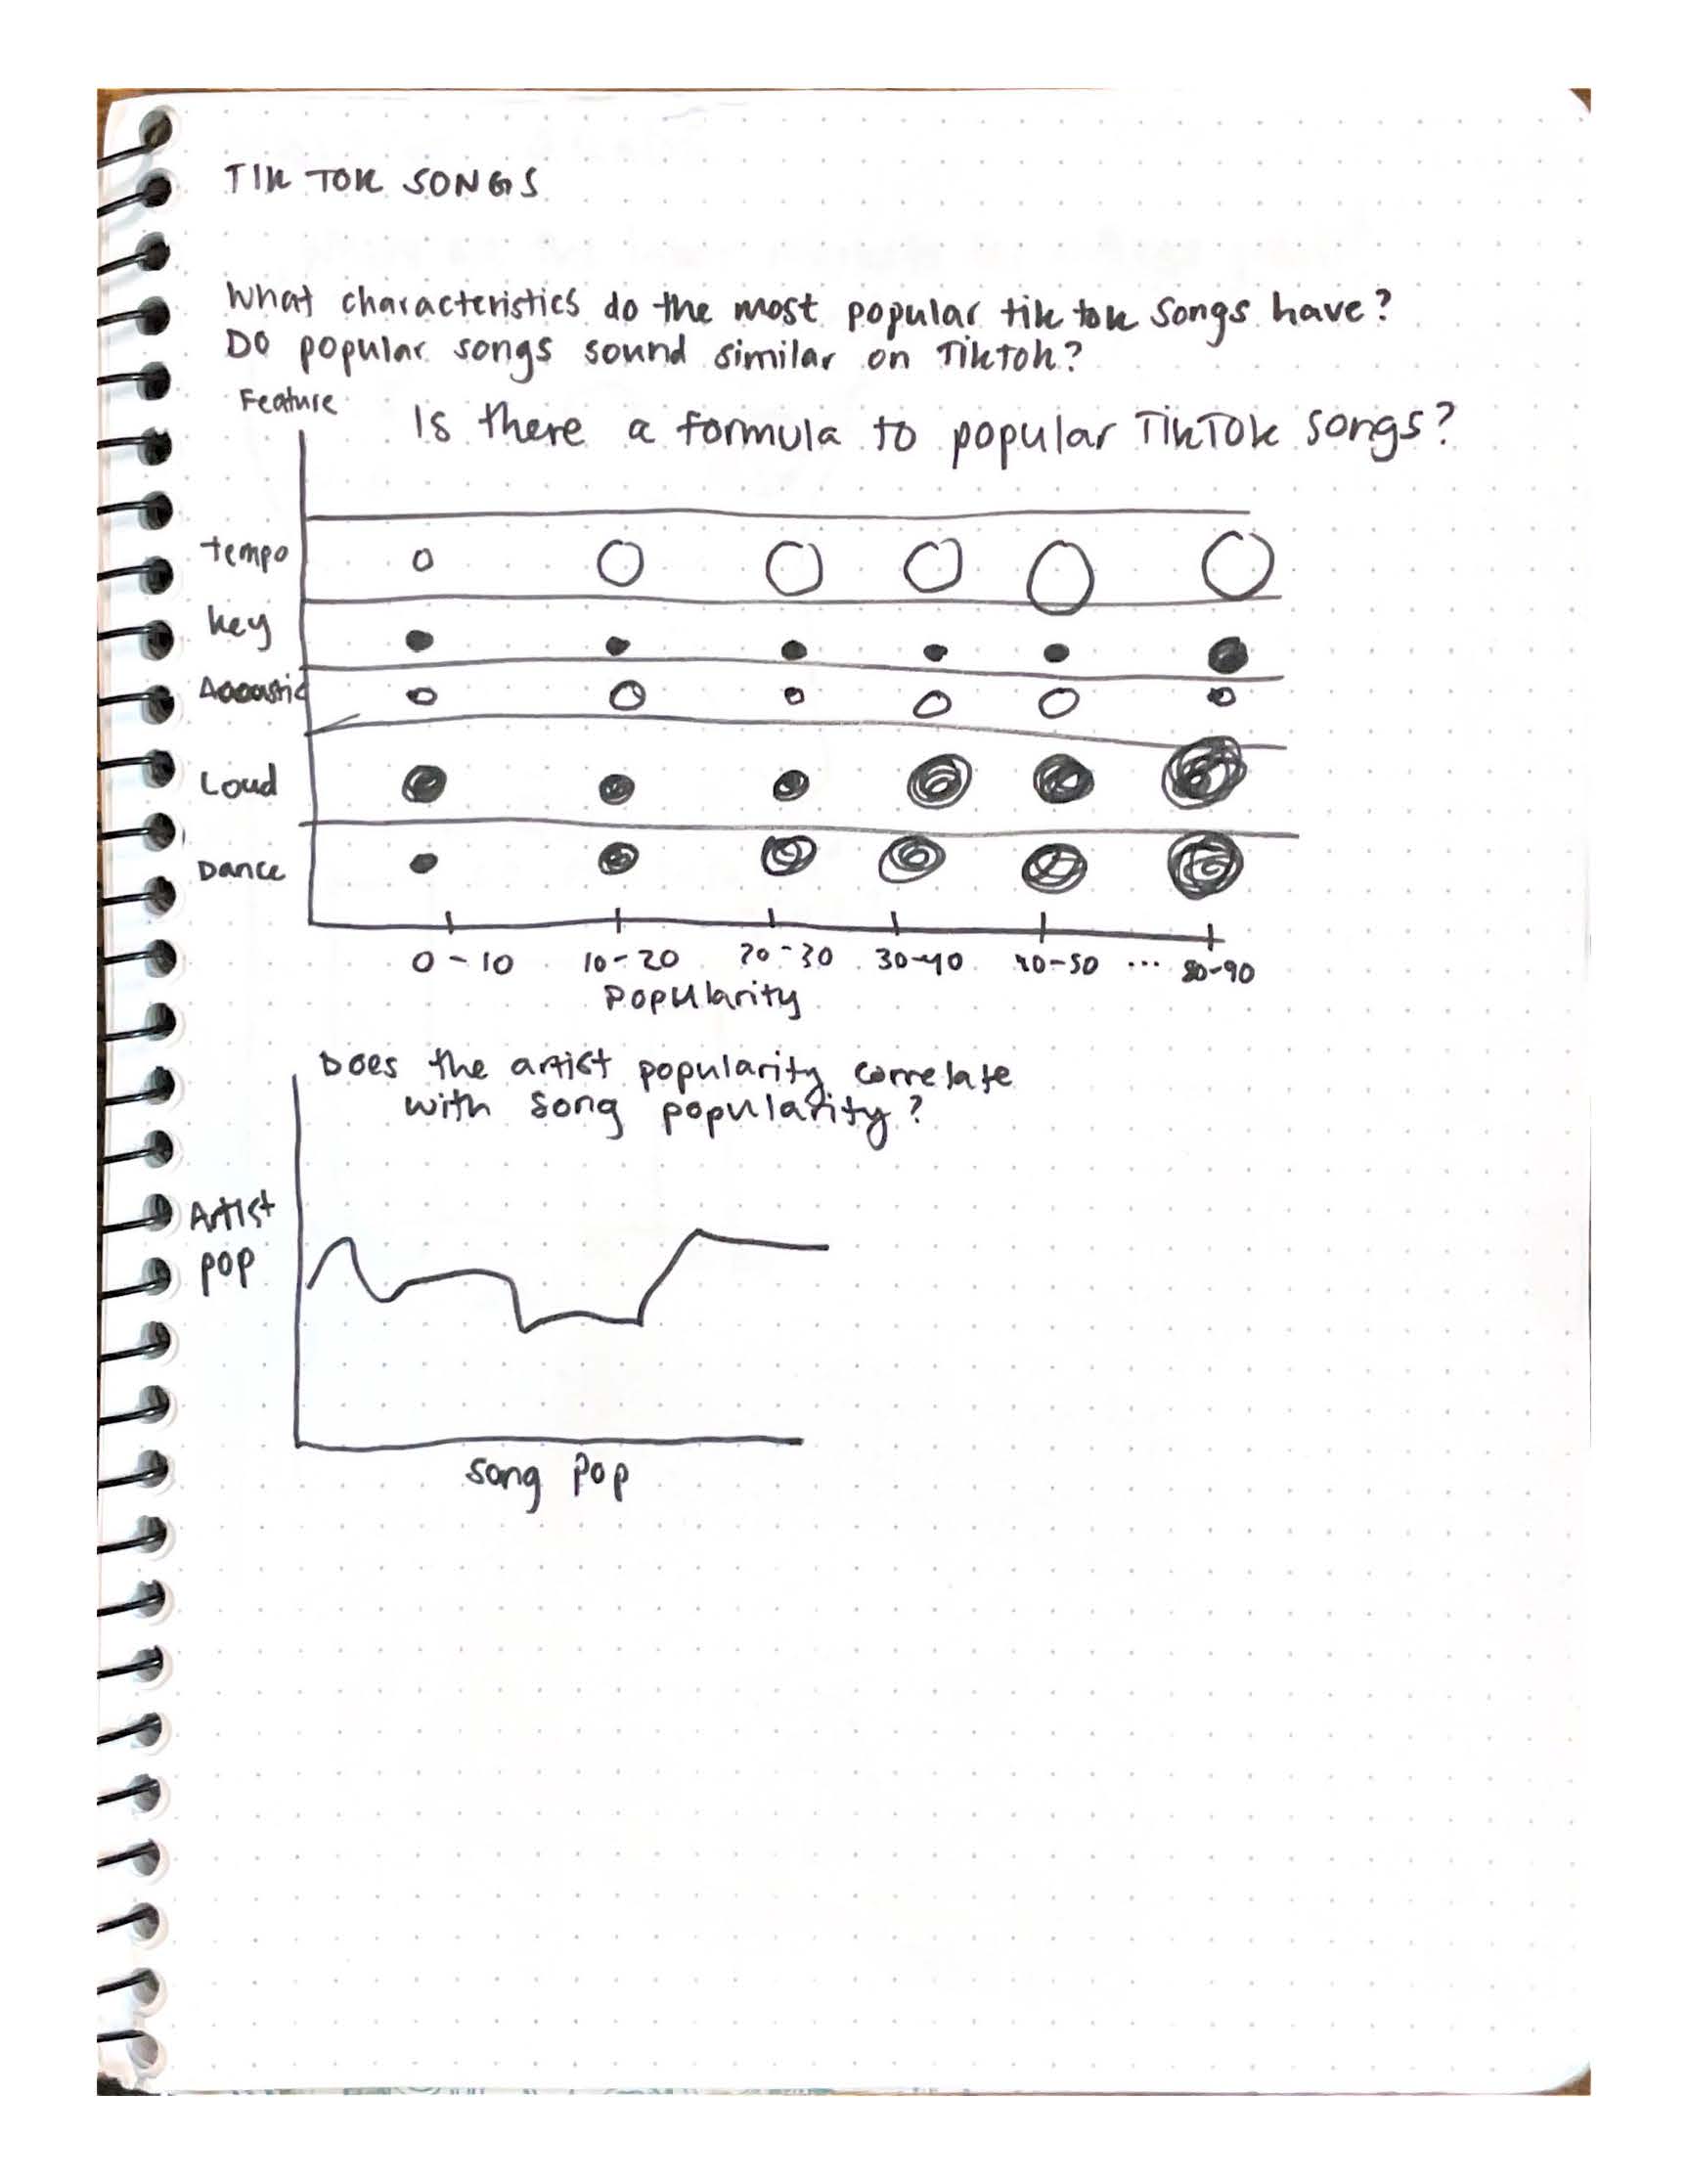 TIK TOK SONGS
What characteristics do the most popular tik tok songs have?
Do popular songs sound similar on Tiktok?
Feature
Is there a formula to popular TikTok songs?
tempo
key
Acoustic
Loud
Dance
0-10 10-20 20-30 30-40 40-50 ... 80-90
Popularity
Does the artist popularity correlate
with song popularity?
Artist
pop
Song Pop